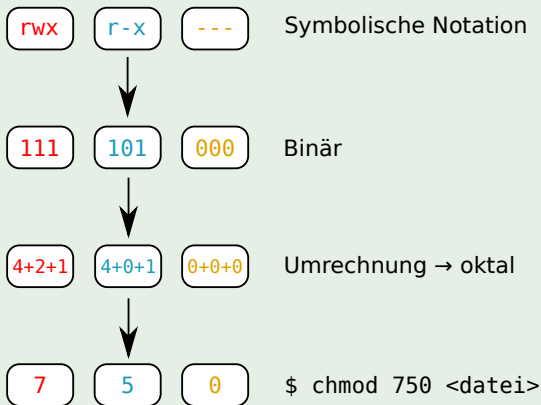 rwx r-x --- Symbolische Notation
111 101 000 Binär
4+2+1 4+0+1 0+0+0 Umrechnung → oktal
7 5 0 $ chmod 750 <datei>